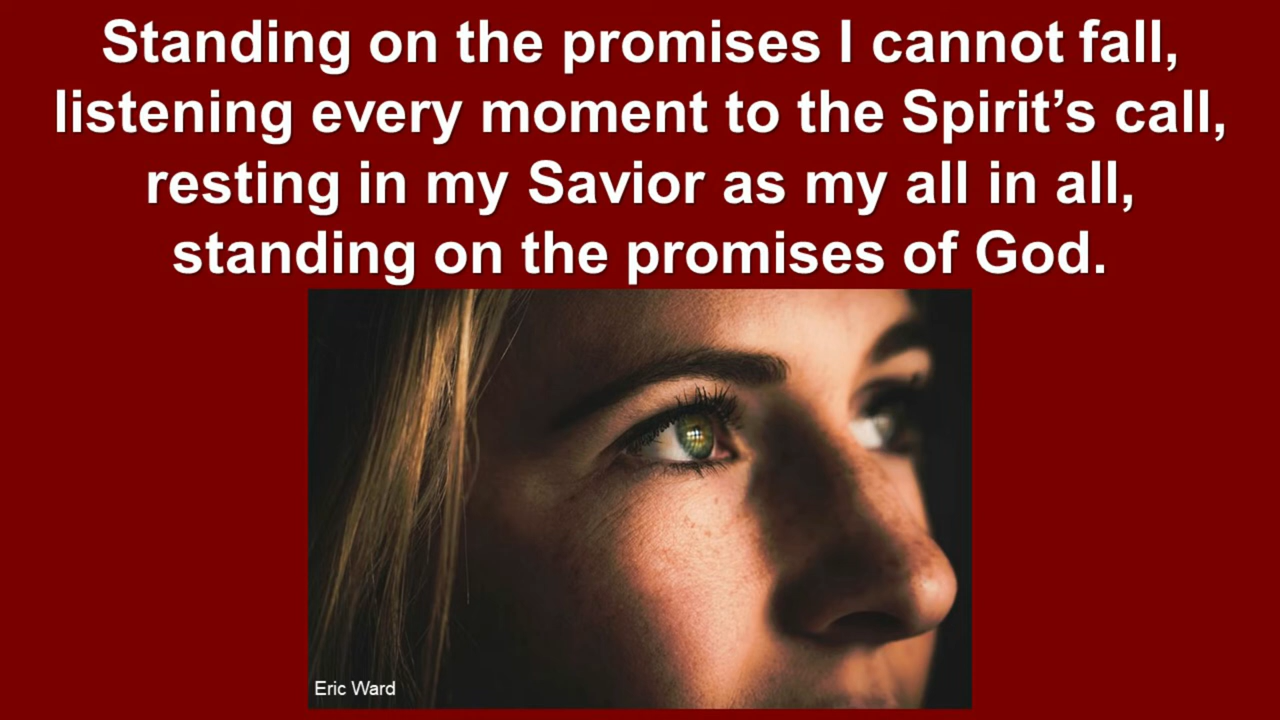 Standing on the promises I cannot fall,
listening every moment to the Spirit’s call,
resting in my Savior as my all in all,
standing on the promises of God.
Eric Ward